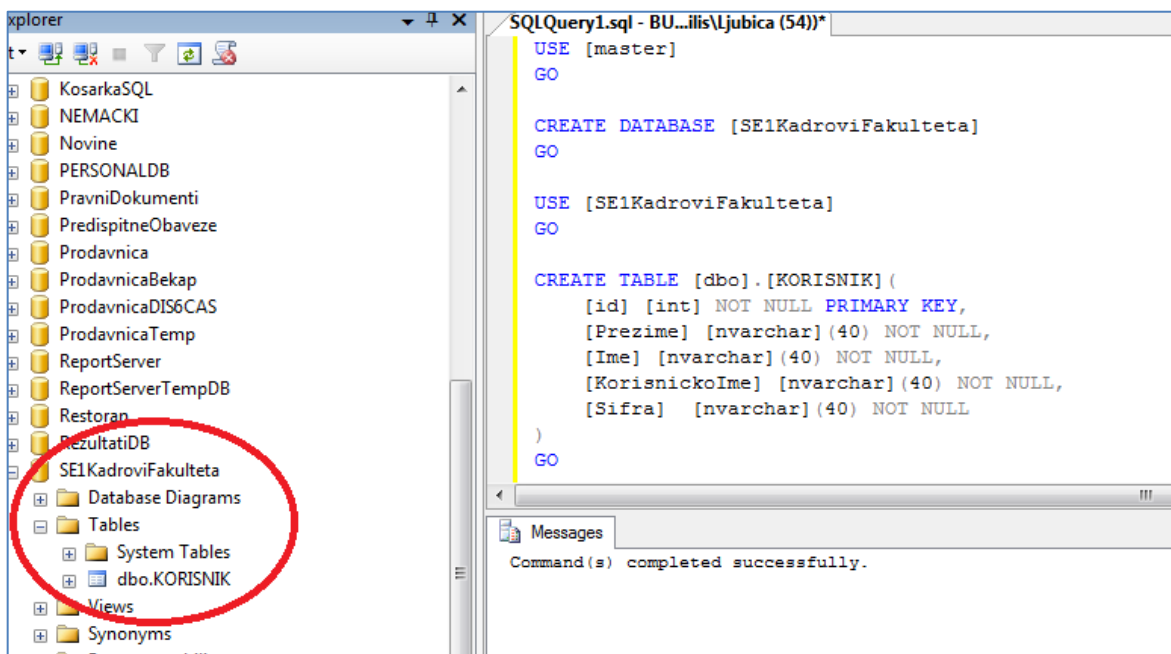 xplorer
KosarkaSQL
NEMACKI
Novine
PERSONALDB
PravniDokumenti
PredispitneObaveze
Prodavnica
ProdavnicaBekap
ProdavnicaDIS6CAS
ProdavnicaTemp
ReportServer
ReportServerTempDB
Restoran
RezultatiDB
SE1KadroviFakulteta
Database Diagrams
Tables
System Tables
dbo.KORISNIK
Views
Synonyms
SQLQuery1.sql - BU...ilis\Ljubica (54))*
USE [master]
GO
CREATE DATABASE [SE1KadroviFakulteta]
GO
USE [SE1KadroviFakulteta]
GO
CREATE TABLE [dbo].[KORISNIK](
[id] [int] NOT NULL PRIMARY KEY,
[Prezime] [nvarchar](40) NOT NULL,
[Ime] [nvarchar](40) NOT NULL,
[KorisnickoIme] [nvarchar](40) NOT NULL,
[Sifra] [nvarchar](40) NOT NULL
)
GO
Messages
Command(s) completed successfully.